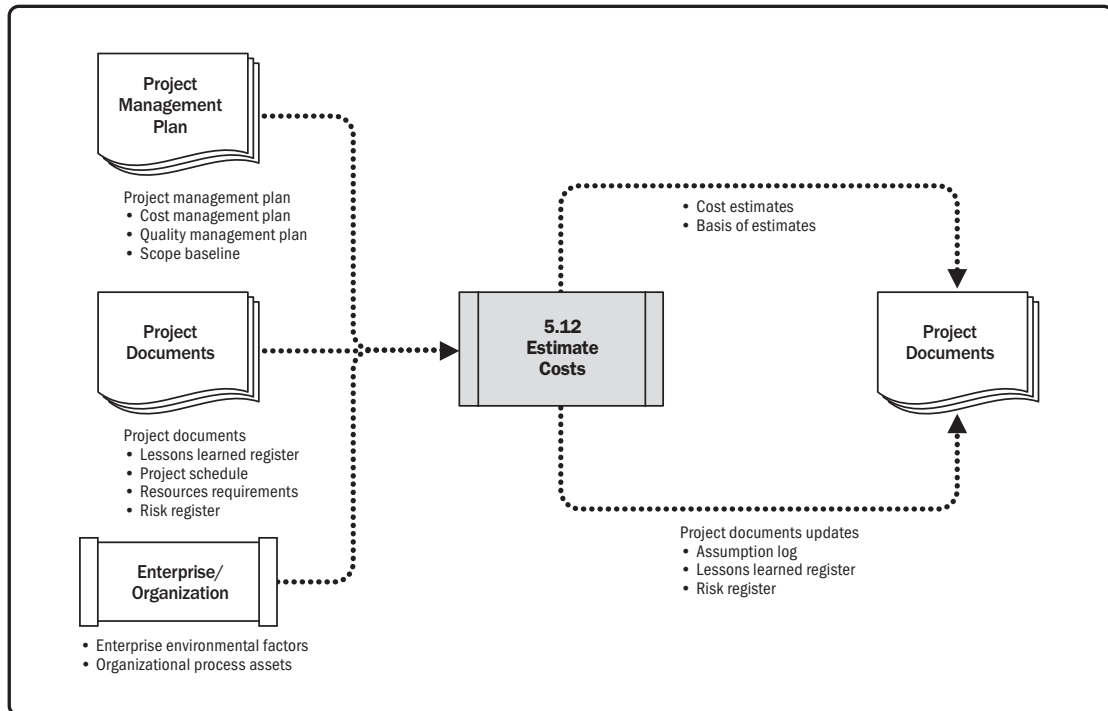 Project
Management
Plan
Project management plan
• Cost management plan
• Quality management plan
• Scope baseline
Project
Documents
Project documents
• Lessons learned register
• Project schedule
• Resources requirements
• Risk register
Enterprise/
Organization
• Enterprise environmental factors
• Organizational process assets
5.12
Estimate
Costs
• Cost estimates
• Basis of estimates
Project
Documents
Project documents updates
• Assumption log
• Lessons learned register
• Risk register